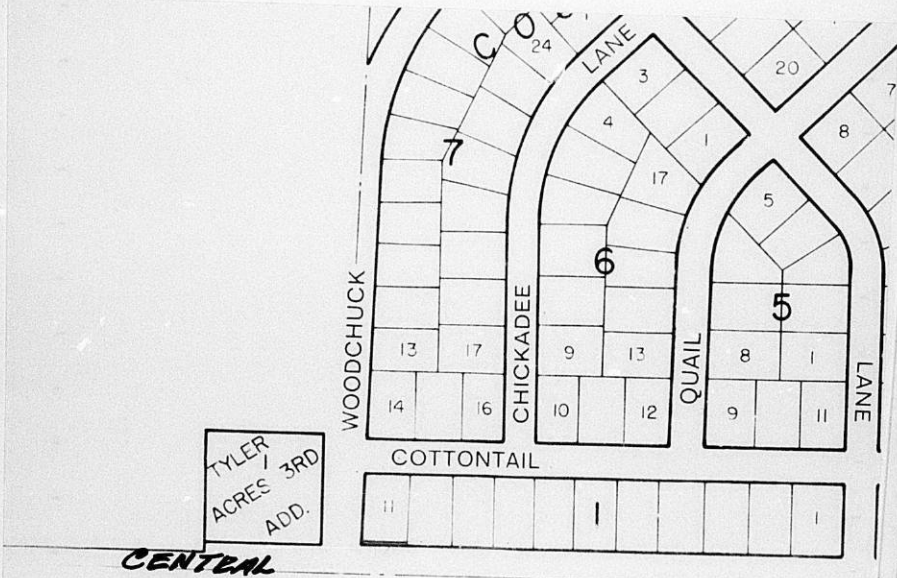 C O
24
LANE
3
20
7
4
1
8
7
17
5
6
5
WOODCHUCK
CHICKADEE
QUAIL
LANE
13
17
9
13
8
1
14
16
10
12
9
11
COTTONTAIL
TYLER
1
ACRES 3RD
ADD.
11
1
1
CENTRAL